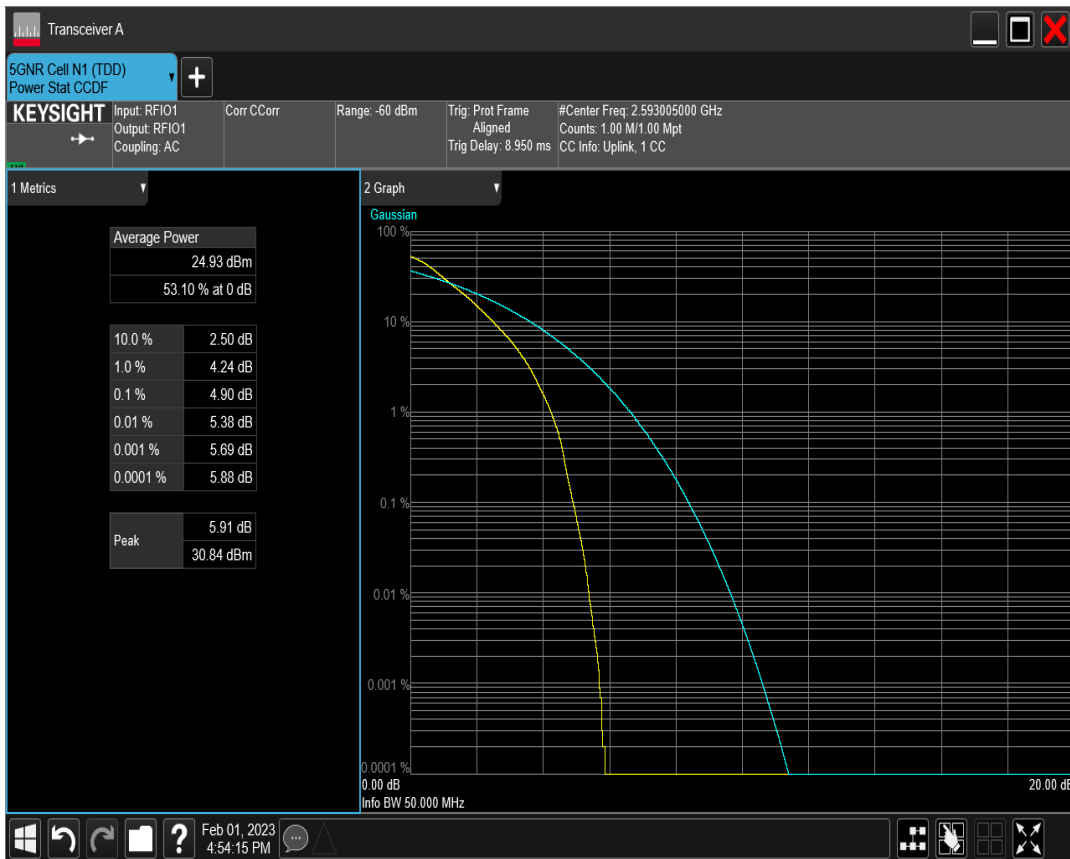 Transceiver A
5GNR Cell N1 (TDD)
Power Stat CCDF
KEYSIGHT
Input: RFIO1
Output: RFIO1
Coupling: AC
Corr CCorr
Range: -60 dBm
Trig: Prot Frame
Aligned
Trig Delay: 8.950 ms
#Center Freq: 2.593005000 GHz
Counts: 1.00 M/1.00 Mpt
CC Info: Uplink, 1 CC
1 Metrics
Average Power
24.93 dBm
53.10 % at 0 dB
10.0 % 2.50 dB
1.0 % 4.24 dB
0.1 % 4.90 dB
0.01 % 5.38 dB
0.001 % 5.69 dB
0.0001 % 5.88 dB
Peak
5.91 dB
30.84 dBm
2 Graph
Gaussian
100 %
10 %
1 %
0.1 %
0.01 %
0.001 %
0.0001 %
0.00 dB
20.00 dB
Info BW 50.000 MHz
Feb 01, 2023
4:54:15 PM